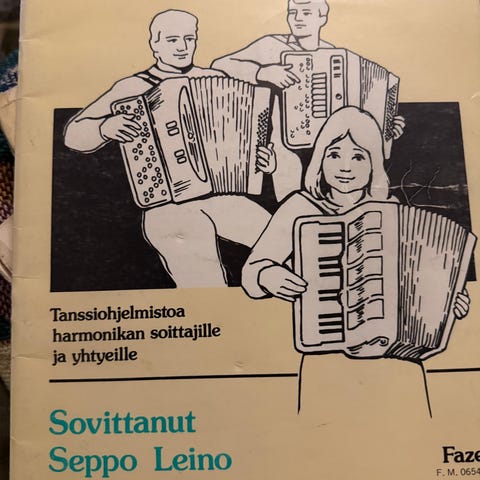 Tanssiohjelmistoa
harmonikan soittajille
ja yhtyeille
Sovittanut
Seppo Leino
Faze
F. M. 0654